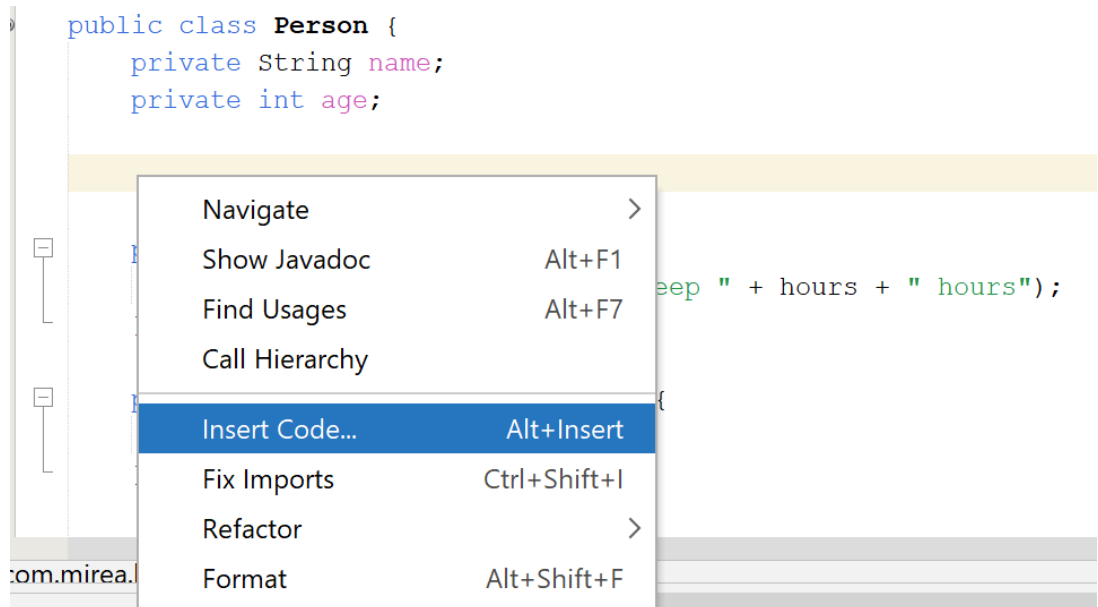 public class Person {
private String name;
private int age;
Navigate
Show Javadoc Alt+F1
eep " + hours + " hours");
Find Usages Alt+F7
Call Hierarchy
{
Insert Code... Alt+Insert
Fix Imports Ctrl+Shift+I
Refactor
Format Alt+Shift+F
com.mirea.